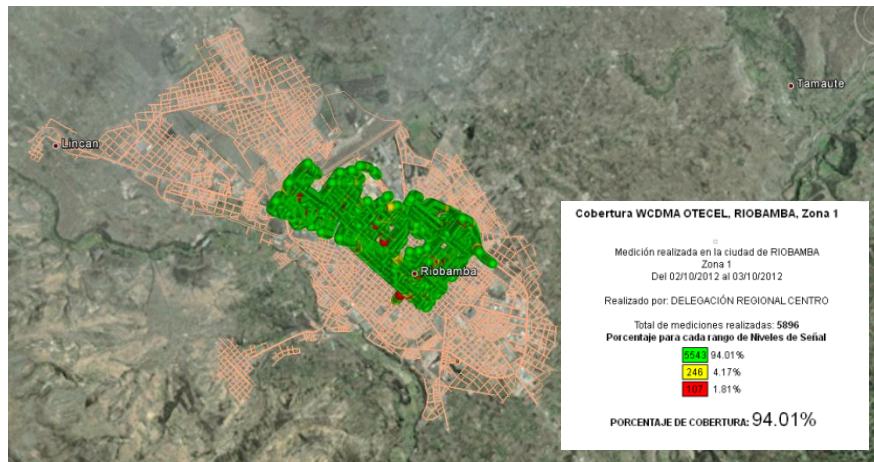 Tamaute
Lincan
Riobamba
Cobertura WCDMA OTECEL, RIOBAMBA, Zona 1
Medición realizada en la ciudad de RIOBAMBA
Zona 1
Del 02/10/2012 al 03/10/2012
Realizado por: DELEGACIÓN REGIONAL CENTRO
Total de mediciones realizadas: 5896
Porcentaje para cada rango de Niveles de Señal
5543 94.01%
246 4.17%
107 1.81%
PORCENTAJE DE COBERTURA: 94.01%